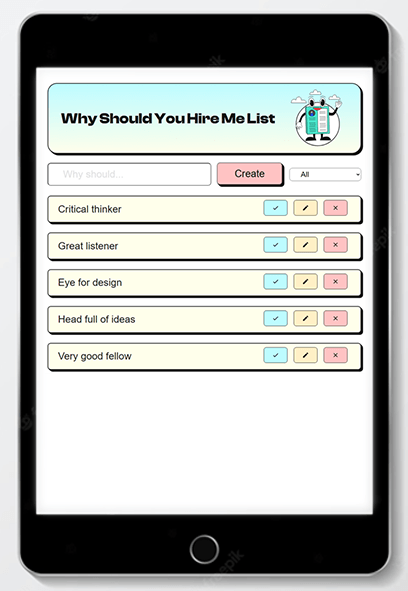 Why Should You Hire Me List
Why should...
Create
All
Critical thinker
Great listener
Eye for design
Head full of ideas
Very good fellow
freepik